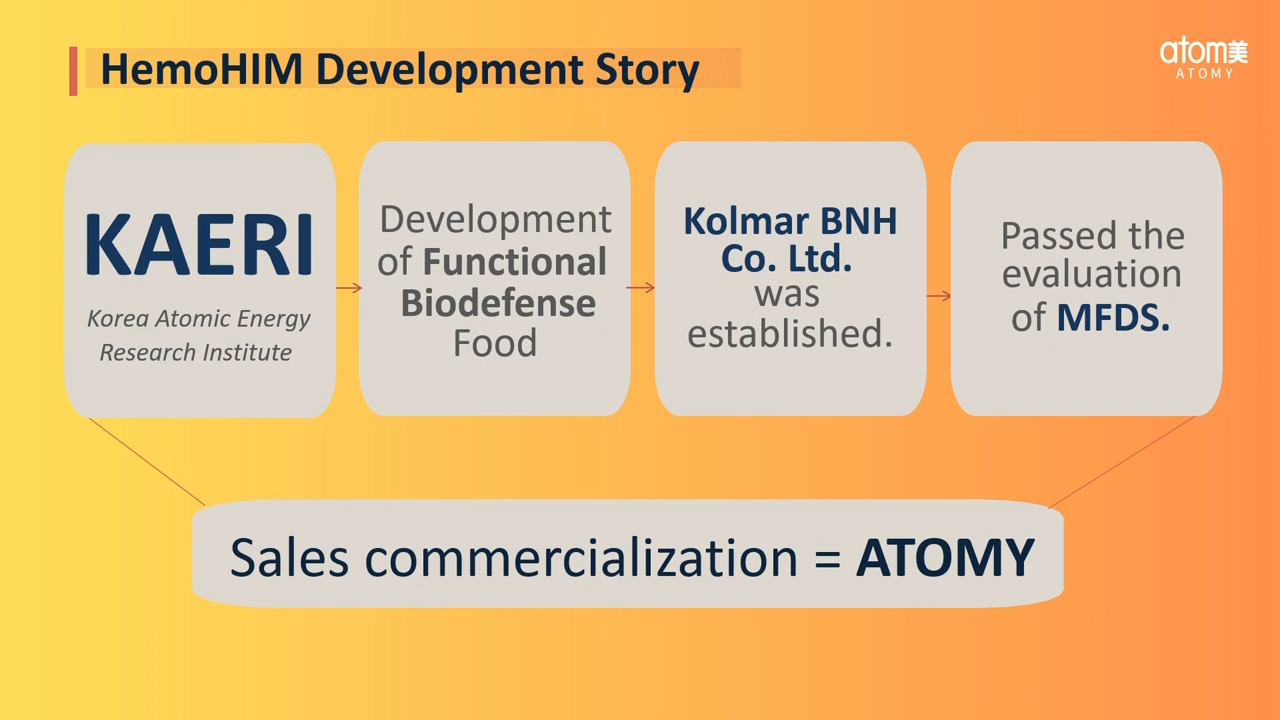 HemoHIM Development Story
atom美
ATOMY
KAERI
Korea Atomic Energy
Research Institute
Development
of Functional
Biodefense
Food
Kolmar BNH
Co. Ltd.
was
established.
Passed the
evaluation
of MFDS.
Sales commercialization = ATOMY